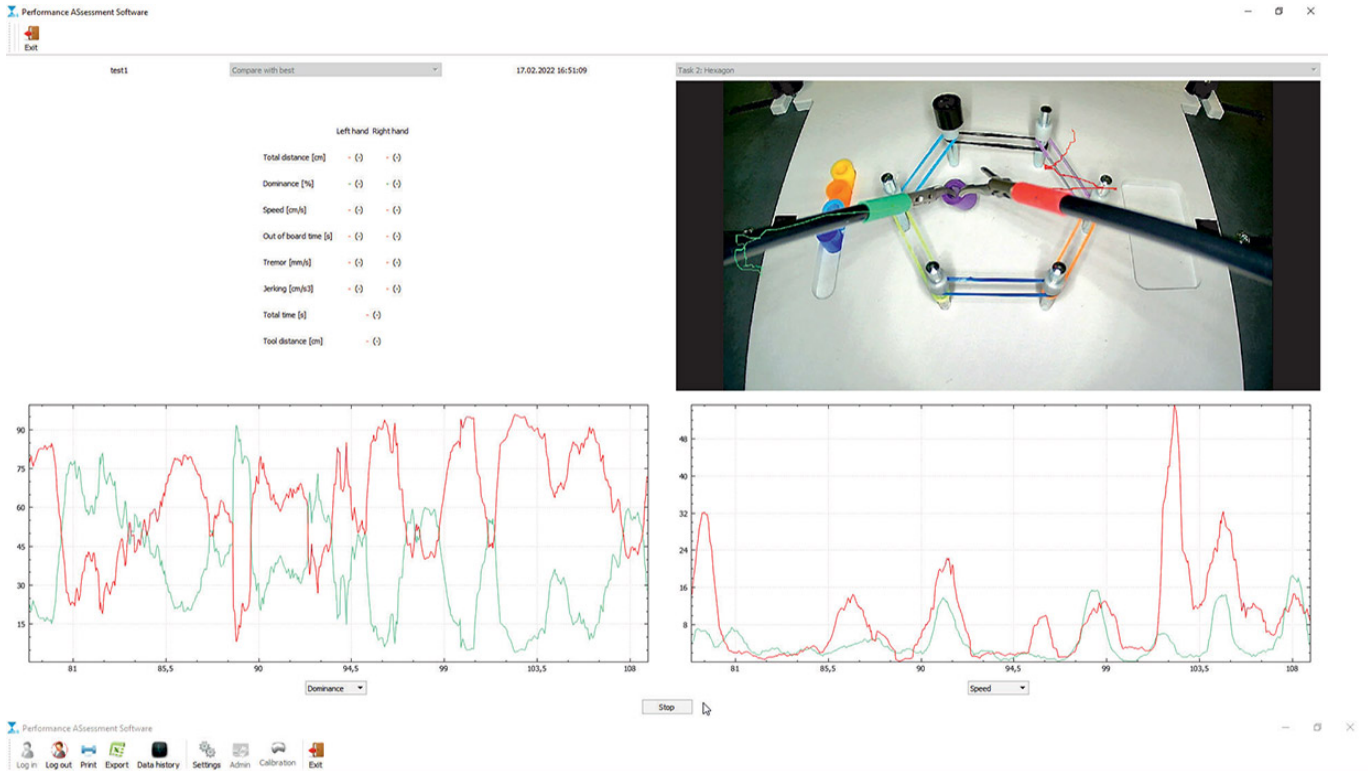 Performance ASsessment Software
Exit
test1 Compare with best 17.02.2022 16:51:09 Task 2: Hexagon
Left hand Right hand
Total distance [cm] - (-) - (-)
Dominance [%] - (-) - (-)
Speed [cm/s] - (-) - (-)
Out of board time [s] - (-) - (-)
Tremor [mm/s] - (-) - (-)
Jerking [cm/s3] - (-) - (-)
Total time [s] - (-)
Tool distance [cm] - (-)
90
75
60
45
30
15
81 85,5 90 94,5 99 103,5 108
Dominance
48
40
32
24
16
8
81 85,5 90 94,5 99 103,5 108
Speed
Stop
Performance ASsessment Software
Log in Log out Print Export Data history Settings Admin Calibration Exit